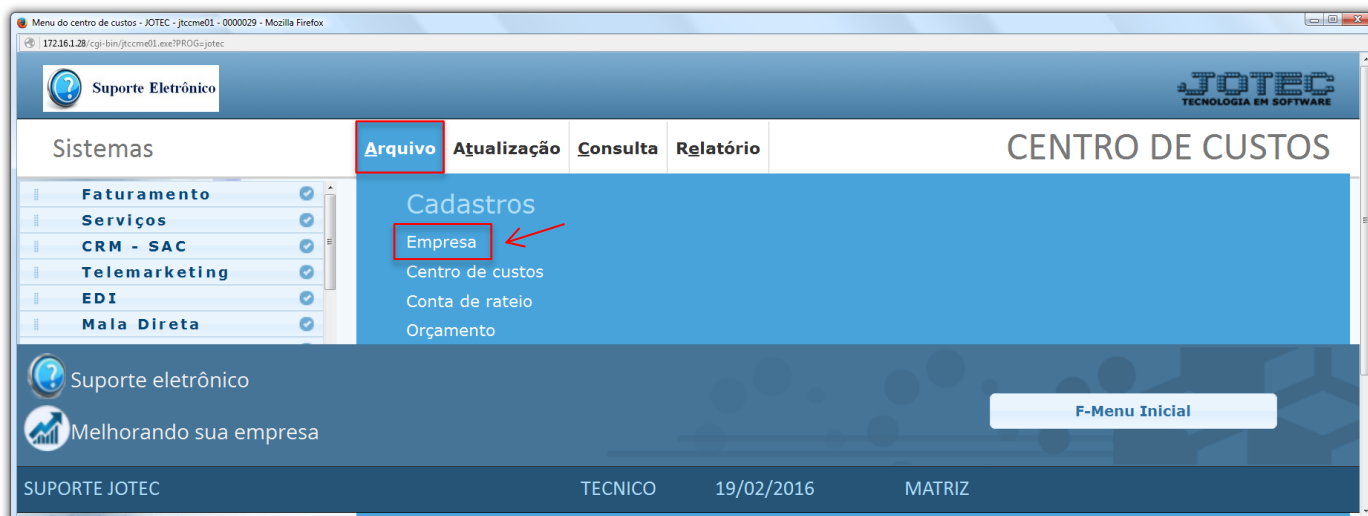 Menu do centro de custos - JOTEC - jtccme01 - 0000029 - Mozilla Firefox
172.16.1.28/cgi-bin/jtccme01.exe?PROG=jotec
Suporte Eletrônico
JOTEC
TECNOLOGIA EM SOFTWARE
Sistemas
Arquivo Atualização Consulta Relatório
CENTRO DE CUSTOS
Faturamento
Serviços
CRM - SAC
Telemarketing
EDI
Mala Direta
Cadastros
Empresa
Centro de custos
Conta de rateio
Orçamento
Suporte eletrônico
Melhorando sua empresa
F-Menu Inicial
SUPORTE JOTEC TECNICO 19/02/2016 MATRIZ